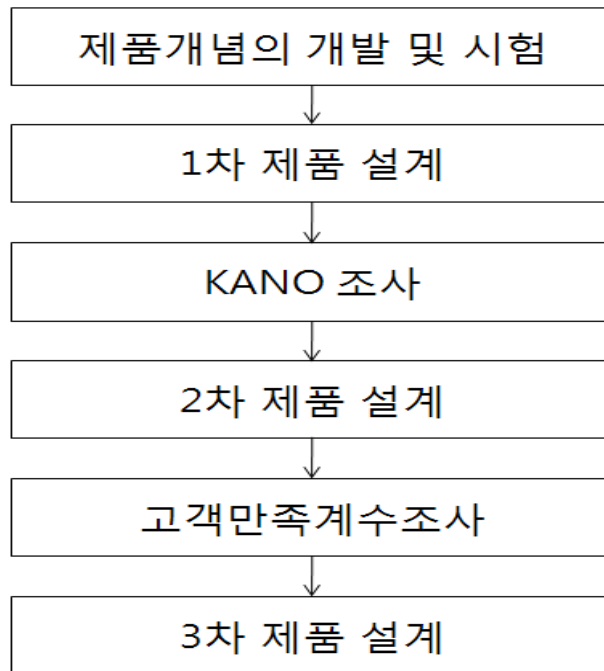 제품개념의 개발 및 시험
1차 제품 설계
KANO 조사
2차 제품 설계
고객만족계수조사
3차 제품 설계